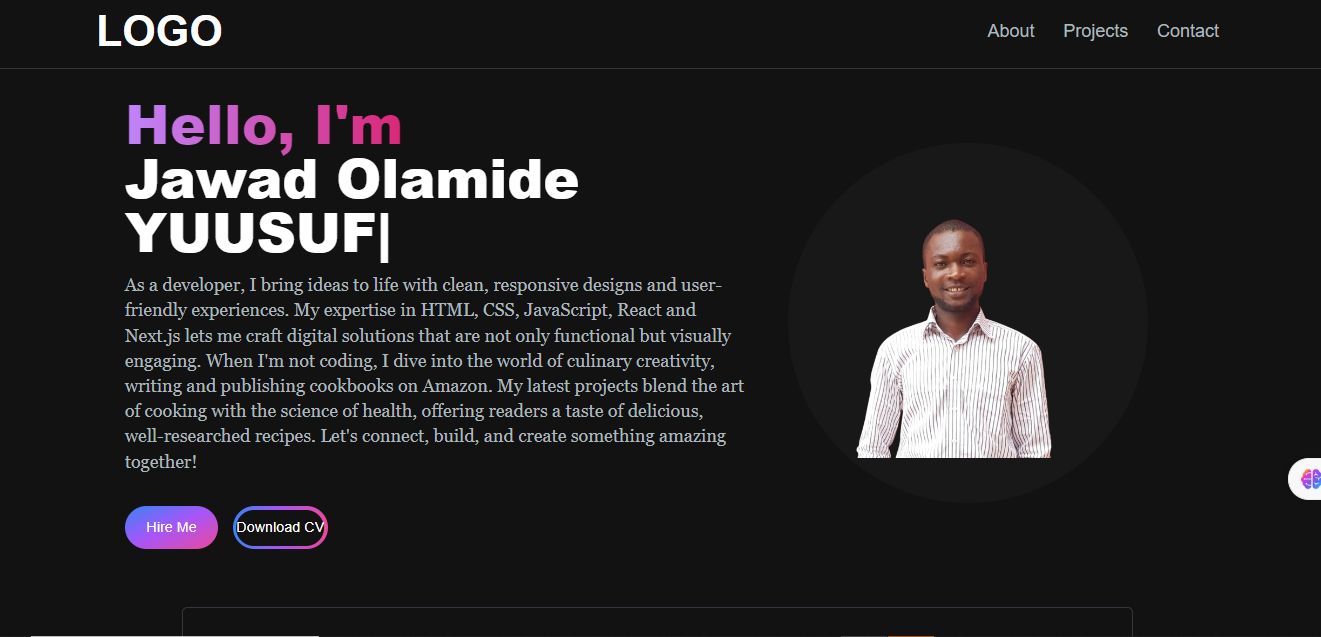 LOGO
About Projects Contact
Hello, I'm
Jawad Olamide
YUUSUF|
As a developer, I bring ideas to life with clean, responsive designs and user-
friendly experiences. My expertise in HTML, CSS, JavaScript, React and
Next.js lets me craft digital solutions that are not only functional but visually
engaging. When I'm not coding, I dive into the world of culinary creativity,
writing and publishing cookbooks on Amazon. My latest projects blend the art
of cooking with the science of health, offering readers a taste of delicious,
well-researched recipes. Let's connect, build, and create something amazing
together!
Hire Me Download CV